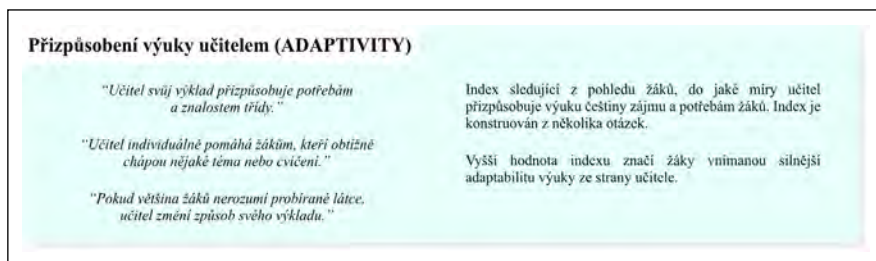 Přizpůsobení výuky učitelem (ADAPTIVITY)
"Učitel svůj výklad přizpůsobuje potřebám
a znalostem třídy."
"Učitel individuálně pomáhá žákům, kteří obtížně
chápou nějaké téma nebo cvičení."
"Pokud většina žáků nerozumí probírané látce,
učitel změní způsob svého výkladu."
Index sledující z pohledu žáků, do jaké míry učitel
přizpůsobuje výuku češtiny zájmu a potřebám žáků. Index je
konstruován z několika otázek.
Vyšší hodnota indexu značí žáky vnímanou silnější
adaptabilitu výuky ze strany učitele.